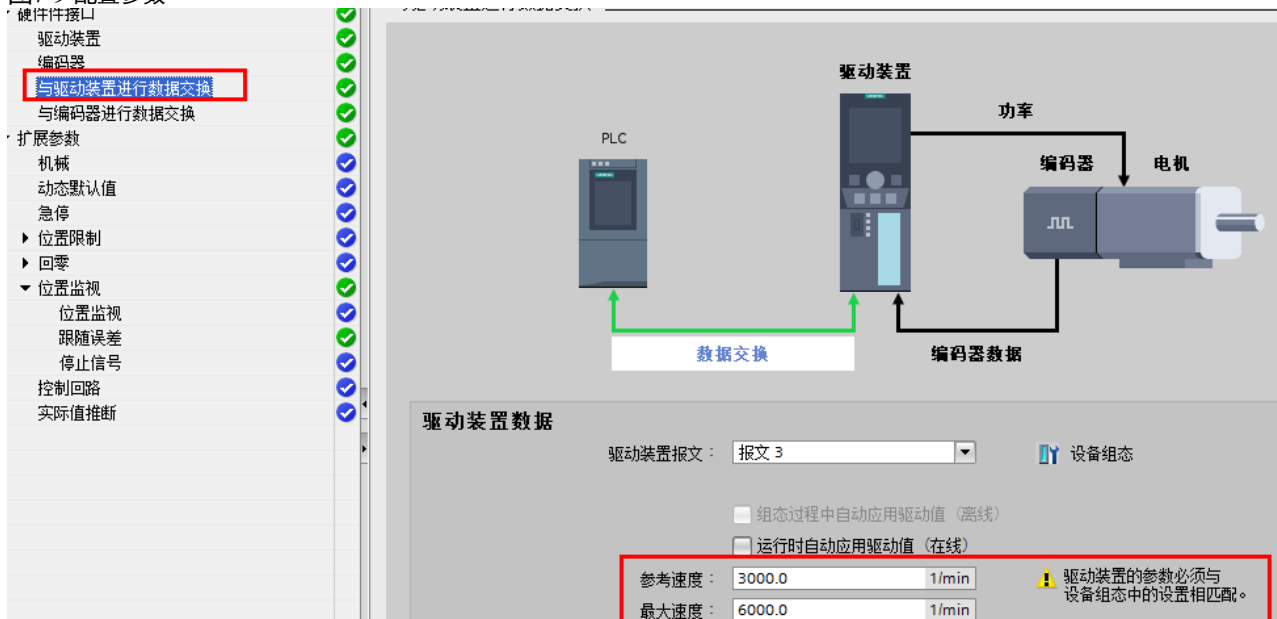 硬件件接口
驱动装置
编码器
与驱动装置进行数据交换
与编码器进行数据交换
扩展参数
机械
动态默认值
急停
位置限制
回零
位置监视
位置监视
跟随误差
停止信号
控制回路
实际值推断
驱动装置
功率
PLC
编码器
电机
数据交换
编码器数据
驱动装置数据
驱动装置报文：
报文 3
设备组态
组态过程中自动应用驱动值（离线）
运行时自动应用驱动值（在线）
参考速度：
3000.0
1/min
驱动装置的参数必须与
设备组态中的设置相匹配。
最大速度：
6000.0
1/min